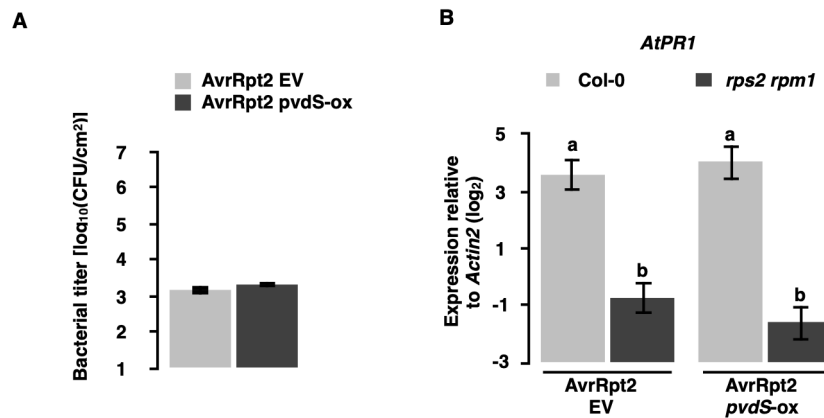 A
AvrRpt2 EV
AvrRpt2 pvdS-ox
Bacterial titer [log10(CFU/cm²)]
7
6
5
4
3
2
1
B
AtPR1
Col-0
rps2 rpm1
Expression relative
to Actin2 (log₂)
5
3
1
-1
-3
a
b
a
b
AvrRpt2
EV
AvrRpt2
pvdS-ox